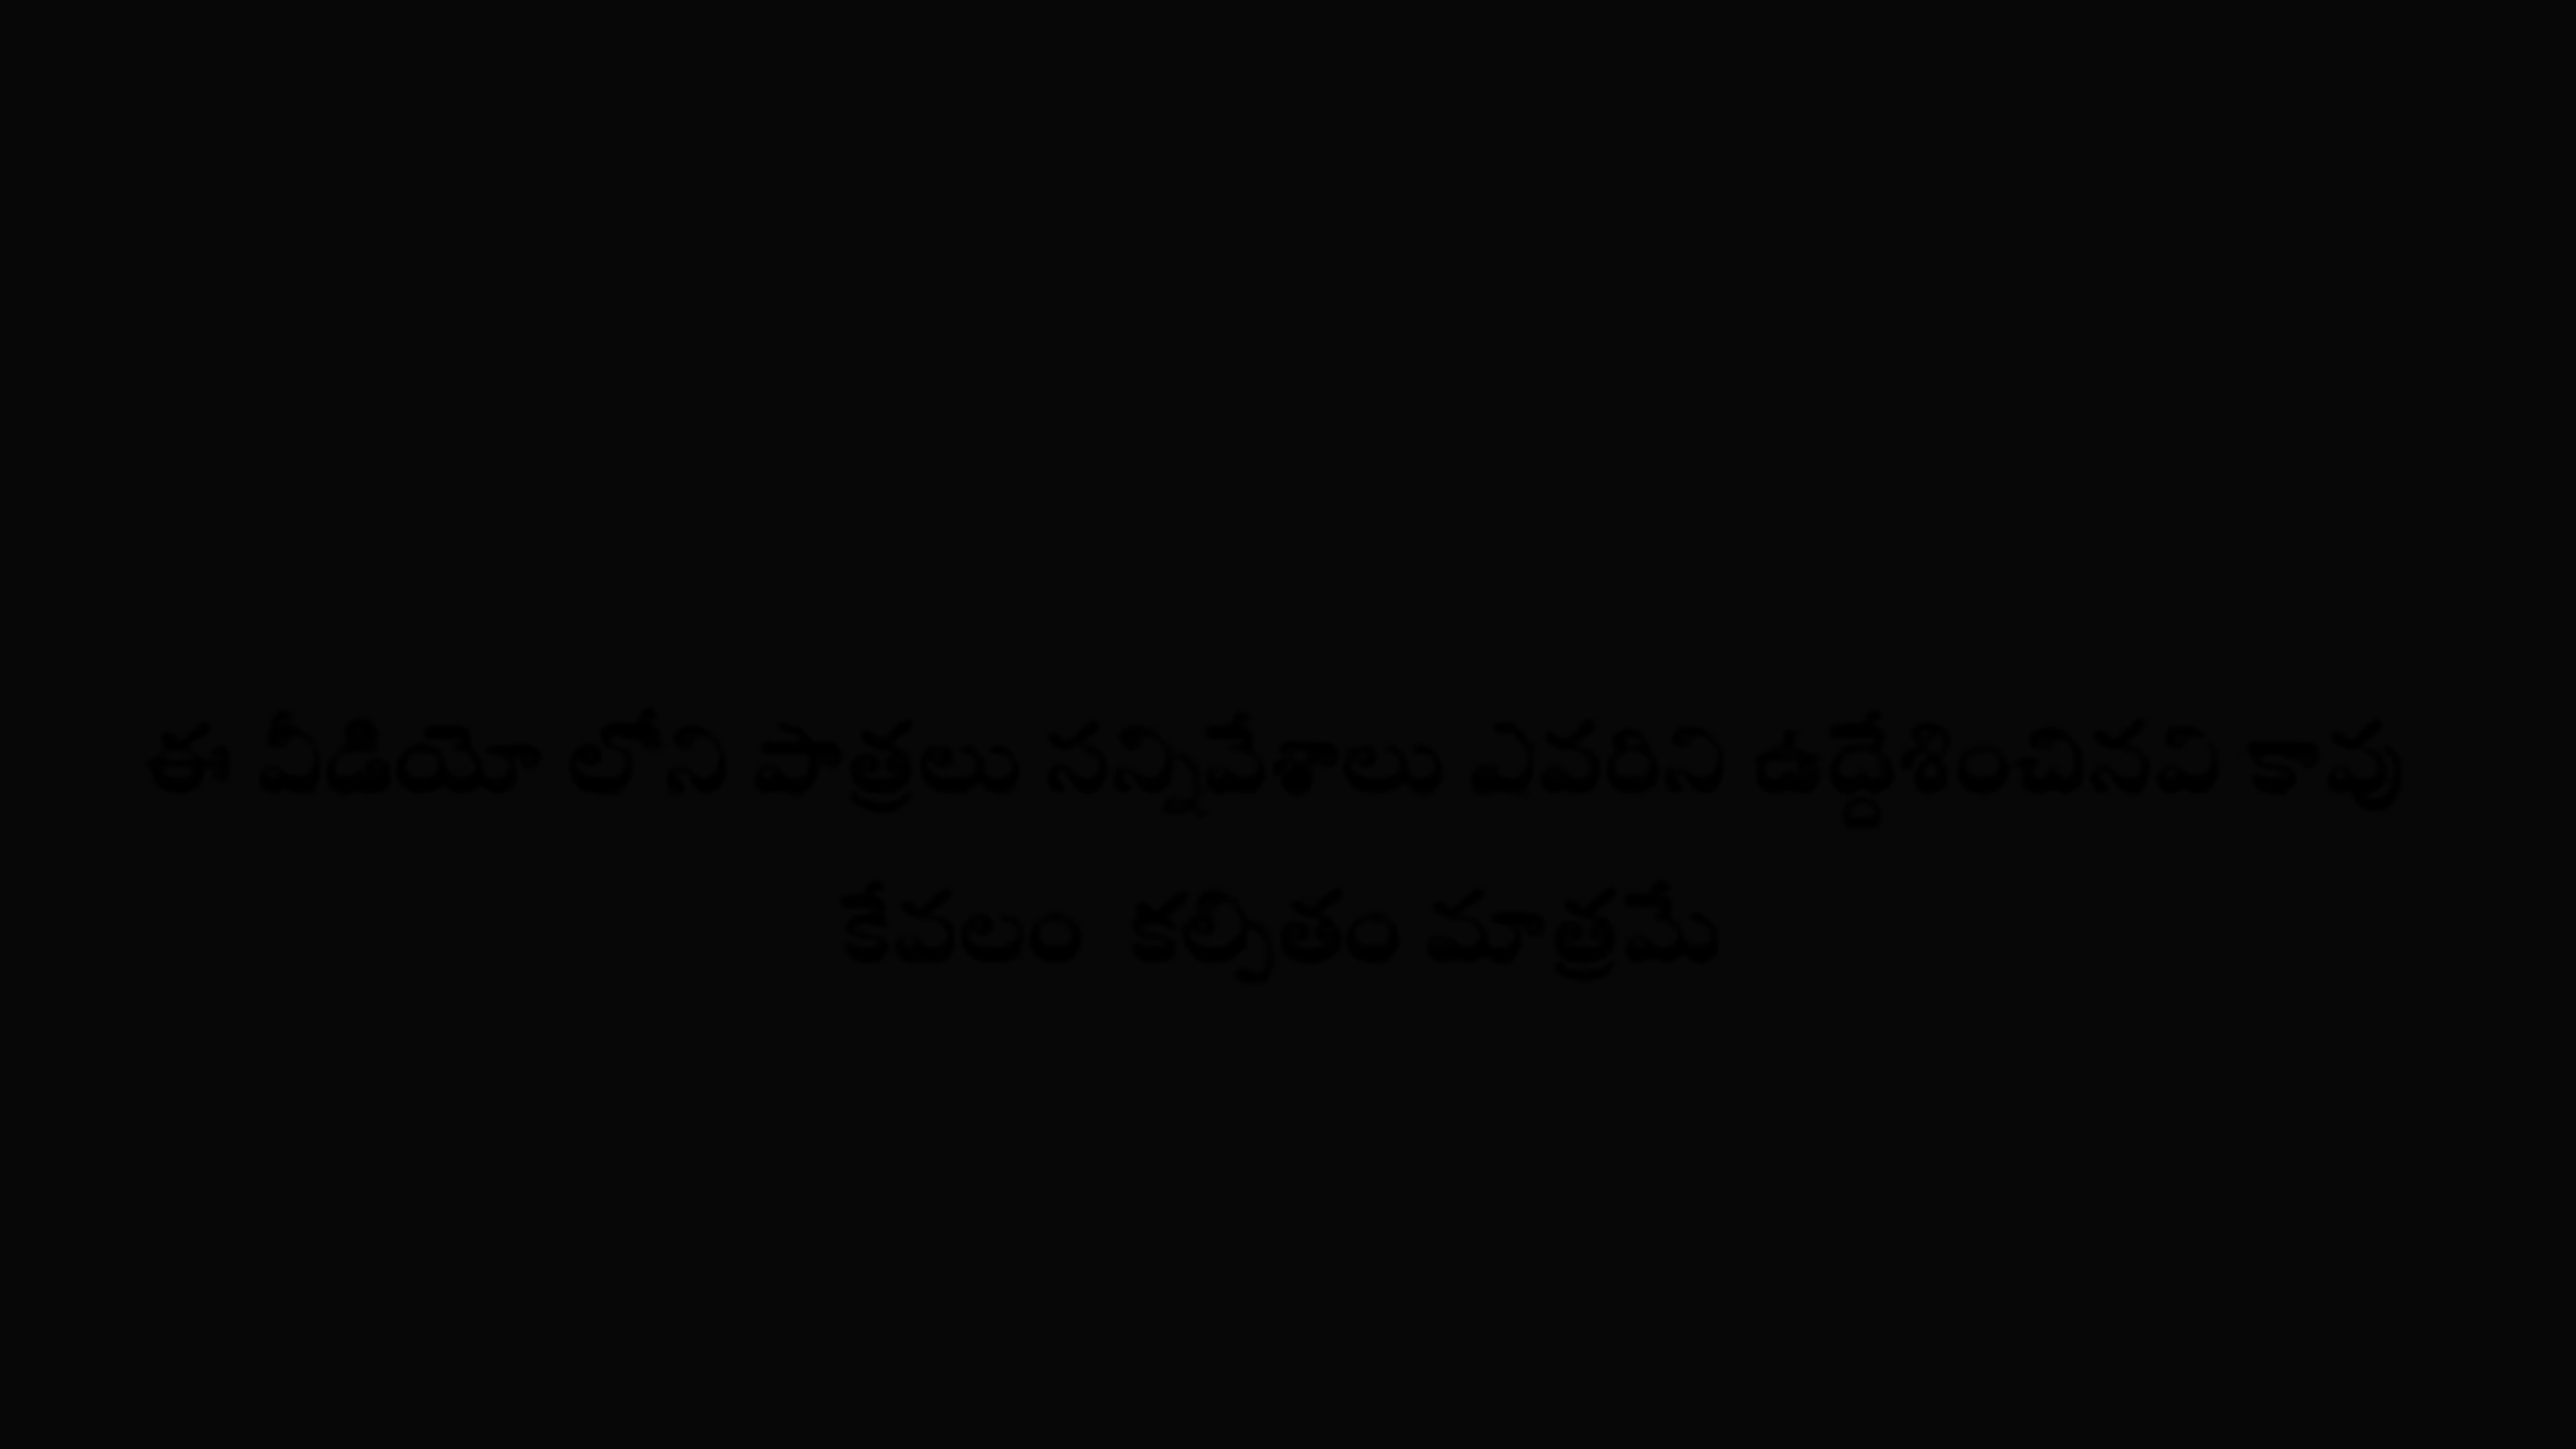 ఈ వీడియో లోని పాత్రలు సన్నివేశాలు ఎవరిని ఉద్దేశించినవి కావు
కేవలం కల్పితం మాత్రమే